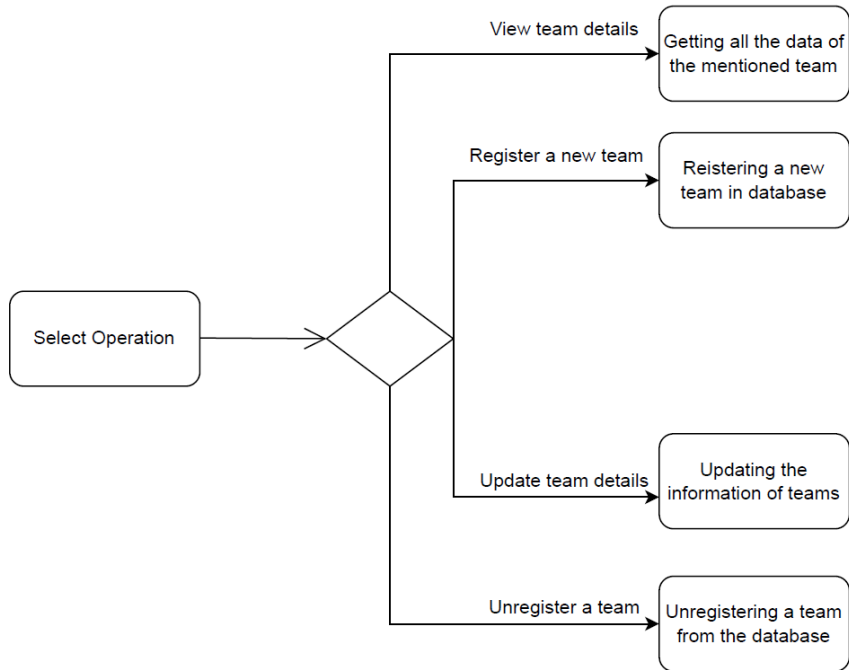 View team details
Getting all the data of
the mentioned team
Register a new team
Reistering a new
team in database
Select Operation
Update team details
Updating the
information of teams
Unregister a team
Unregistering a team
from the database